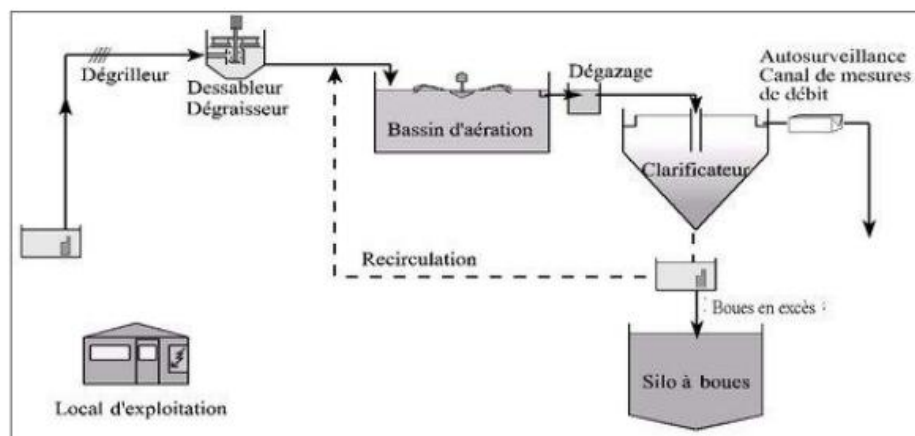 Dégrilleur
Dessableur
Dégraisseur
Bassin d'aération
Dégazage
Autosurveillance
Canal de mesures
de débit
Clarificateur
Recirculation
Boues en excès :
Silo à boues
Local d'exploitation